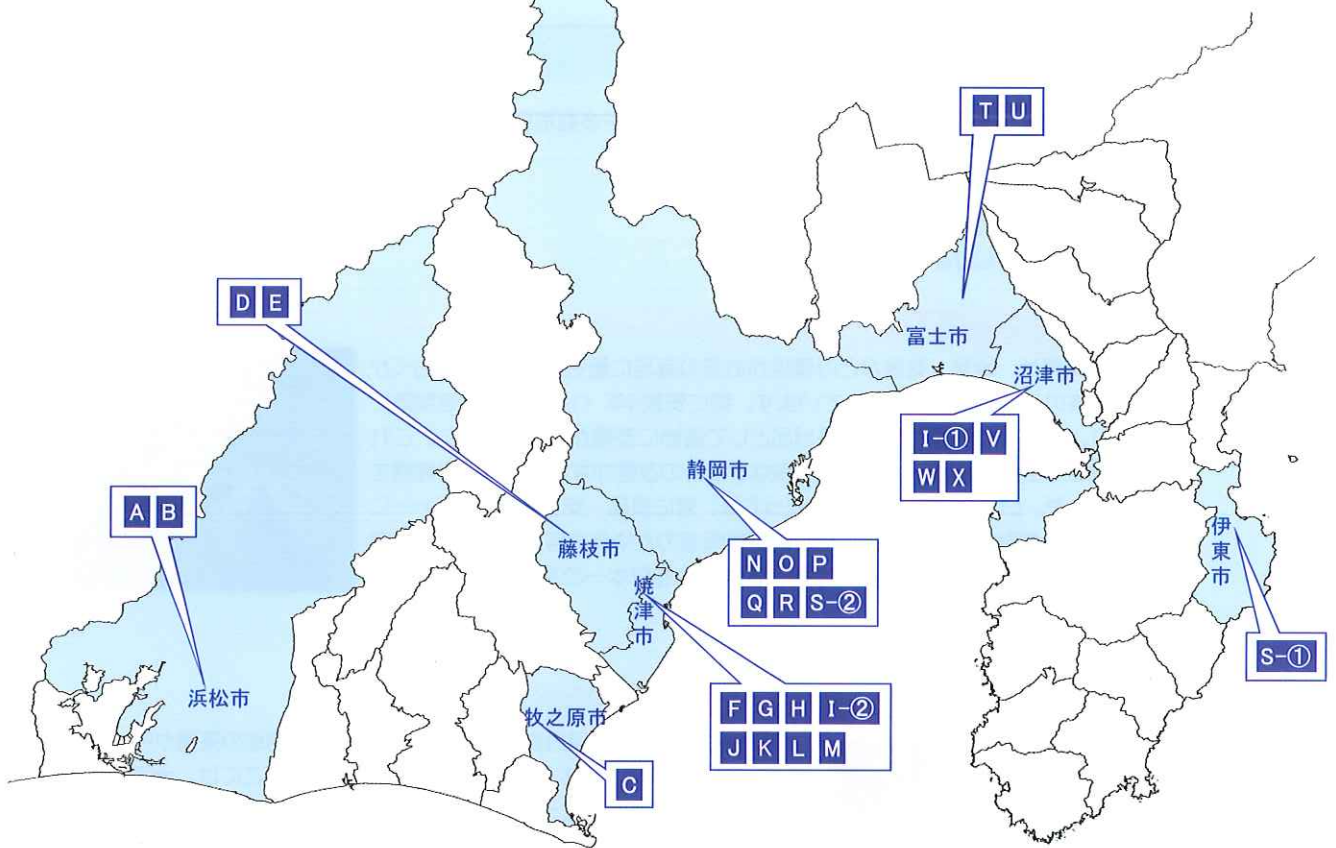 T U
D E
富士市
沼津市
I-① V
W X
静岡市
A B
藤枝市
N O P
Q R S-②
伊東市
焼津市
S-①
浜松市
牧之原市
F G H I-②
J K L M
C